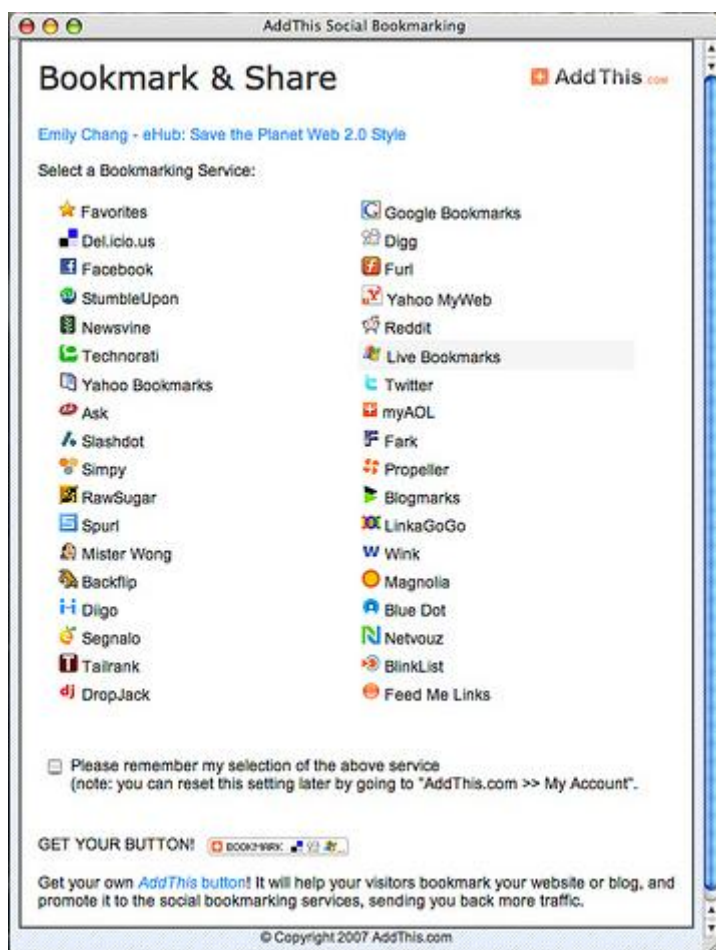 AddThis Social Bookmarking
Bookmark & Share
AddThis.com
Emily Chang - eHub: Save the Planet Web 2.0 Style
Select a Bookmarking Service:
Favorites
Del.icio.us
Facebook
StumbleUpon
Newsvine
Technorati
Yahoo Bookmarks
Ask
Slashdot
Simpy
RawSugar
Spurl
Mister Wong
Backflip
Diigo
Segnalo
Tailrank
DropJack
Google Bookmarks
Digg
Furl
Yahoo MyWeb
Reddit
Live Bookmarks
Twitter
myAOL
Fark
Propeller
Blogmarks
LinkaGoGo
Wink
Magnolia
Blue Dot
Netvouz
BlinkList
Feed Me Links
Please remember my selection of the above service
(note: you can reset this setting later by going to "AddThis.com >> My Account".
GET YOUR BUTTON! BOOKMARK
Get your own AddThis button! It will help your visitors bookmark your website or blog, and
promote it to the social bookmarking services, sending you back more traffic.
© Copyright 2007 AddThis.com